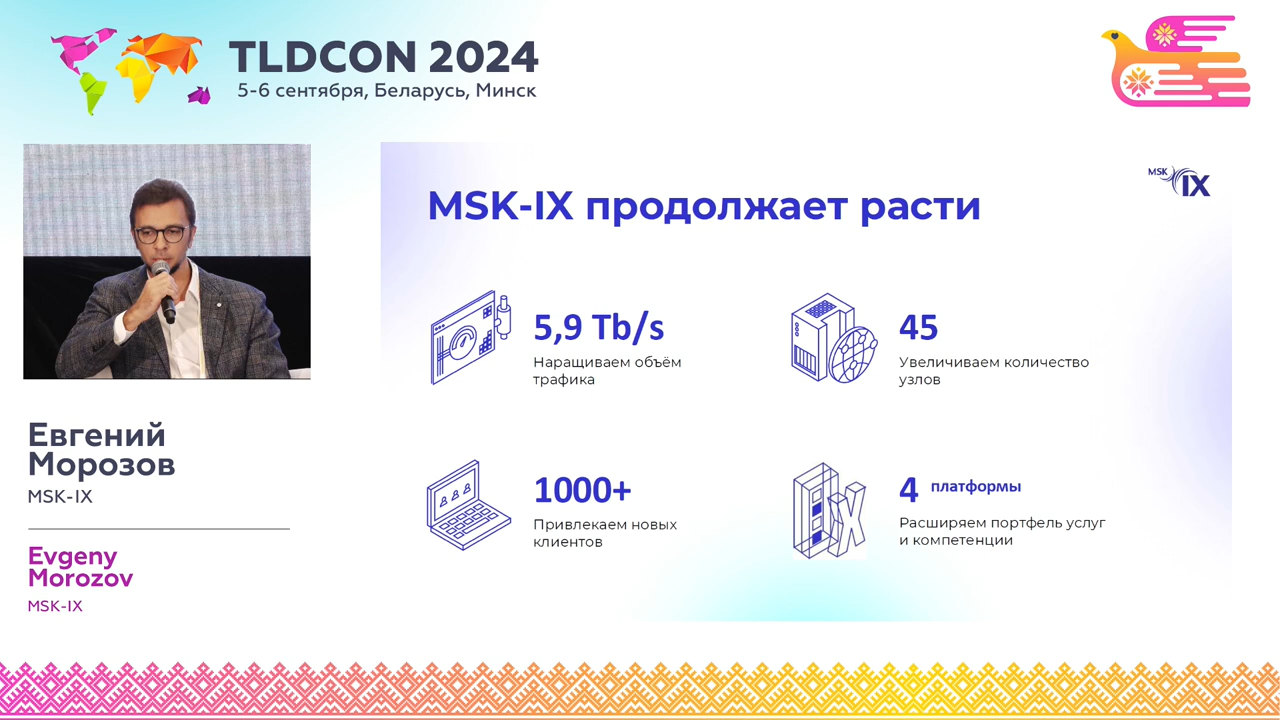 TLDCON 2024
5-6 сентября, Беларусь, Минск
Евгений
Морозов
MSK-IX
Evgeny
Morozov
MSK-IX
MSK IX
MSK-IX продолжает расти
5,9 Tb/s
Наращиваем объём
трафика
45
Увеличиваем количество
узлов
1000+
Привлекаем новых
клиентов
4 платформы
Расширяем портфель услуг
и компетенции
IX